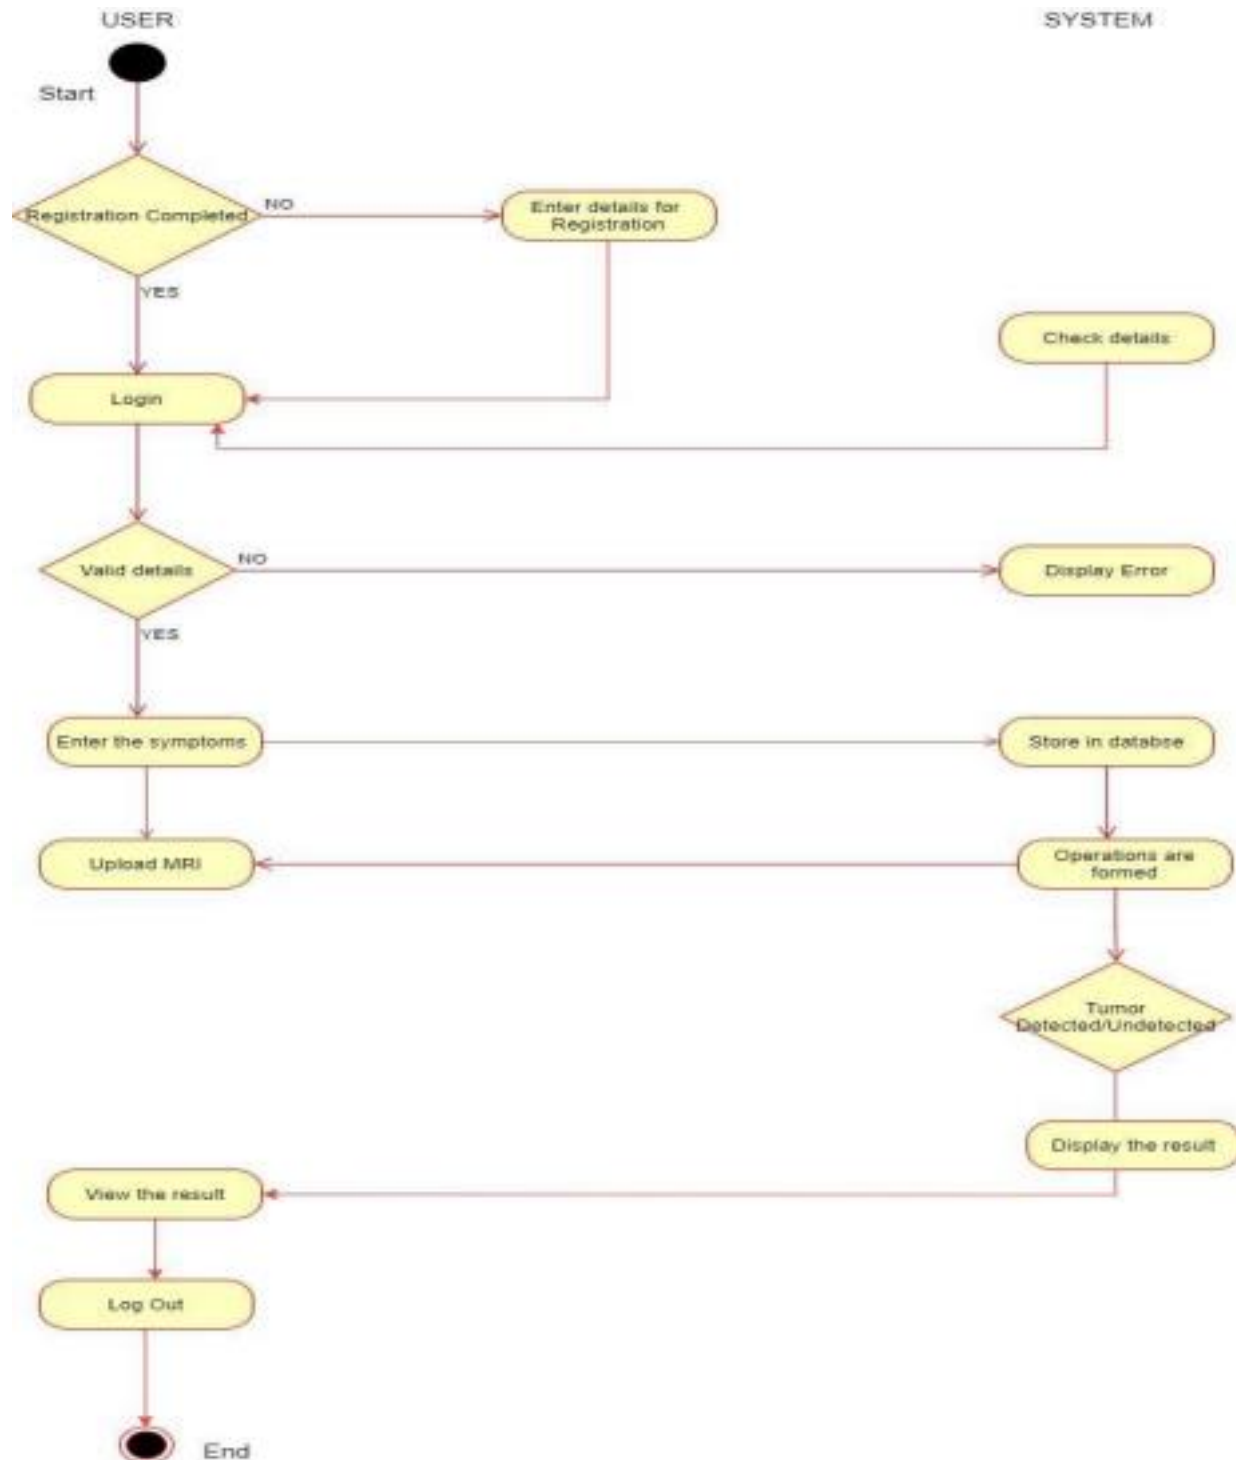 USER
SYSTEM
Start
Registration Completed
NO
Enter details for
Registration
YES
Check details
Login
Valid details
NO
Display Error
YES
Enter the symptoms
Store in databse
Upload MRI
Operations are
formed
Tumor
Detected/Undetected
Display the result
View the result
Log Out
End